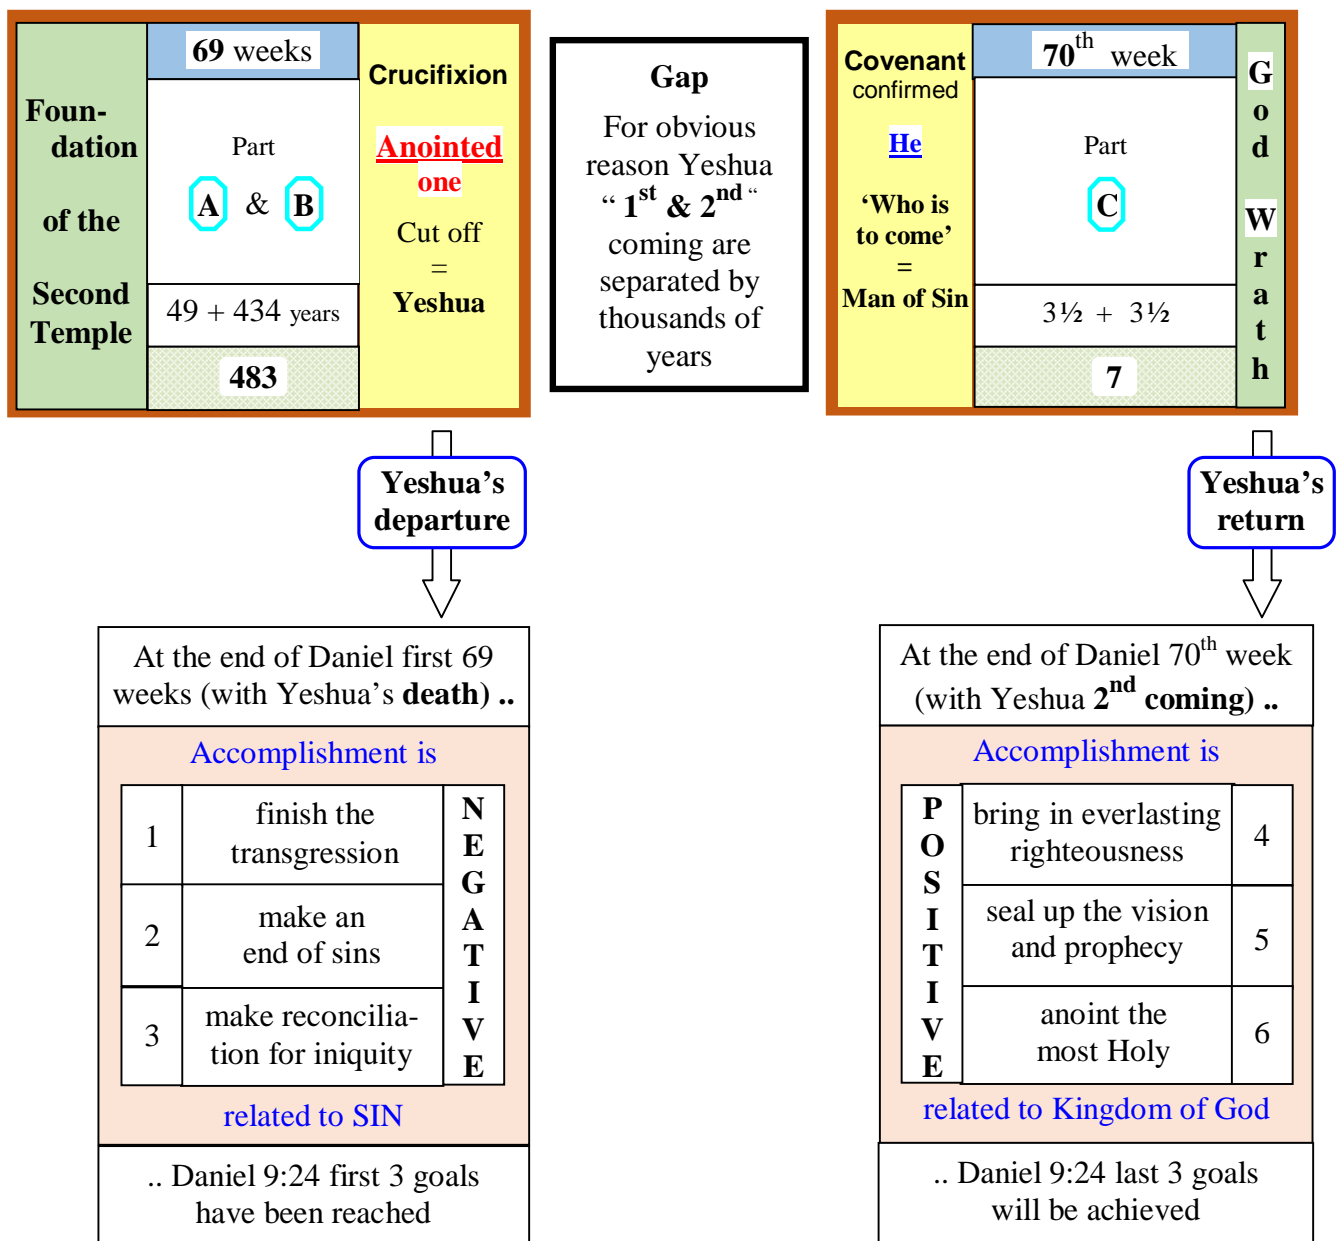 Foun-
dation
of the
Second
Temple
69 weeks
Part
A & B
49 + 434 years
483
Crucifixion
Anointed
one
Cut off
=
Yeshua
Gap
For obvious
reason Yeshua
“ 1st & 2nd “
coming are
separated by
thousands of
years
Covenant
confirmed
He
‘Who is
to come’
=
Man of Sin
70th week
Part
C
3½ + 3½
7
God
Wrath
Yeshua’s
departure
Yeshua’s
return
At the end of Daniel first 69
weeks (with Yeshua’s death) ..
Accomplishment is
1
finish the
transgression
2
make an
end of sins
3
make reconcilia-
tion for iniquity
NEGATIVE
related to SIN
.. Daniel 9:24 first 3 goals
have been reached
At the end of Daniel 70th week
(with Yeshua 2nd coming) ..
Accomplishment is
POSITIVE
bring in everlasting
righteousness
4
seal up the vision
and prophecy
5
anoint the
most Holy
6
related to Kingdom of God
.. Daniel 9:24 last 3 goals
will be achieved